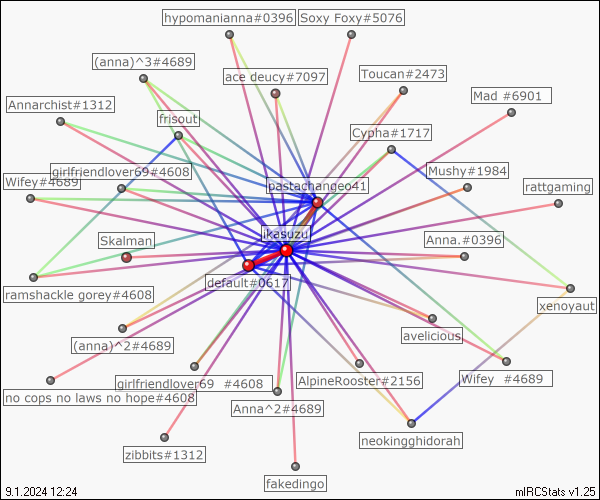 hypomanianna#0396
Soxy Foxy#5076
(anna)^3#4689
ace deucy#7097
Toucan#2473
Annarchist#1312
Mad  #6901
frisout
Cypha#1717
girlfriendlover69#4608
Mushy#1984
Wifey#4689
pastachangeo41
rattgaming
Skalman
ikasuzu
Anna.#0396
default#0617
ramshackle gorey#4608
xenoyaut
avelicious
(anna)^2#4689
girlfriendlover69  #4608
AlpineRooster#2156
Wifey  #4689
no cops no laws no hope#4608
Anna^2#4689
neokingghidorah
zibbits#1312
fakedingo
9.1.2024 12:24
mIRCStats v1.25